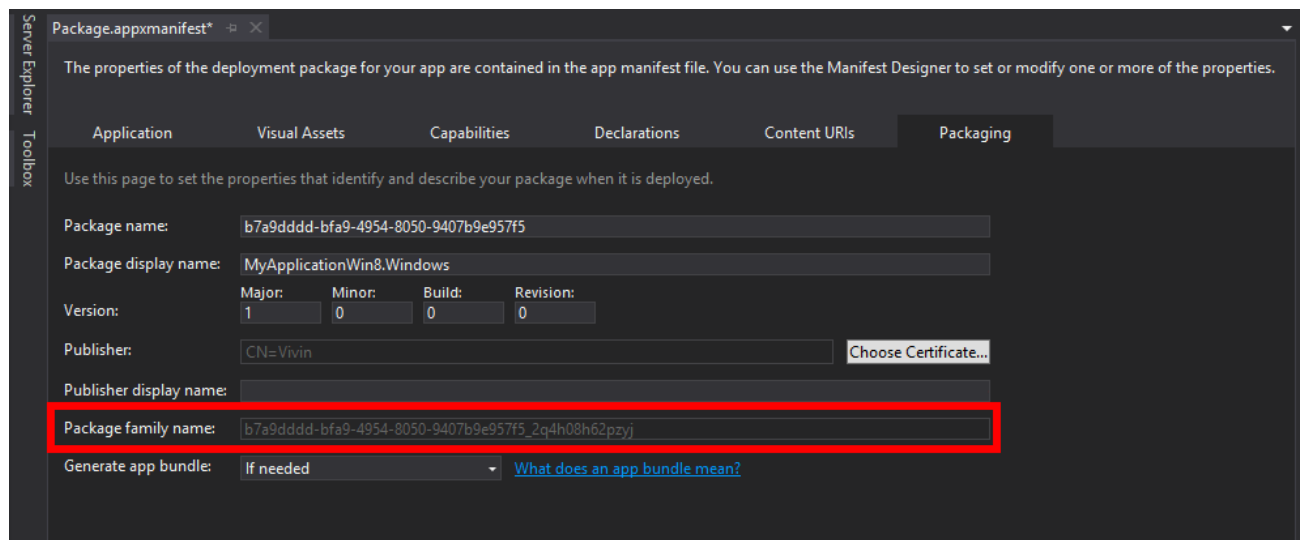 Server Explorer
Toolbox
Package.appxmanifest*
The properties of the deployment package for your app are contained in the app manifest file. You can use the Manifest Designer to set or modify one or more of the properties.
Application Visual Assets Capabilities Declarations Content URIs Packaging
Use this page to set the properties that identify and describe your package when it is deployed.
Package name: b7a9dddd-bfa9-4954-8050-9407b9e957f5
Package display name: MyApplicationWin8.Windows
Major: Minor: Build: Revision:
Version: 1 0 0 0
Publisher: CN=Vivin Choose Certificate...
Publisher display name:
Package family name: b7a9dddd-bfa9-4954-8050-9407b9e957f5_2q4h08h62pzyj
Generate app bundle: If needed What does an app bundle mean?